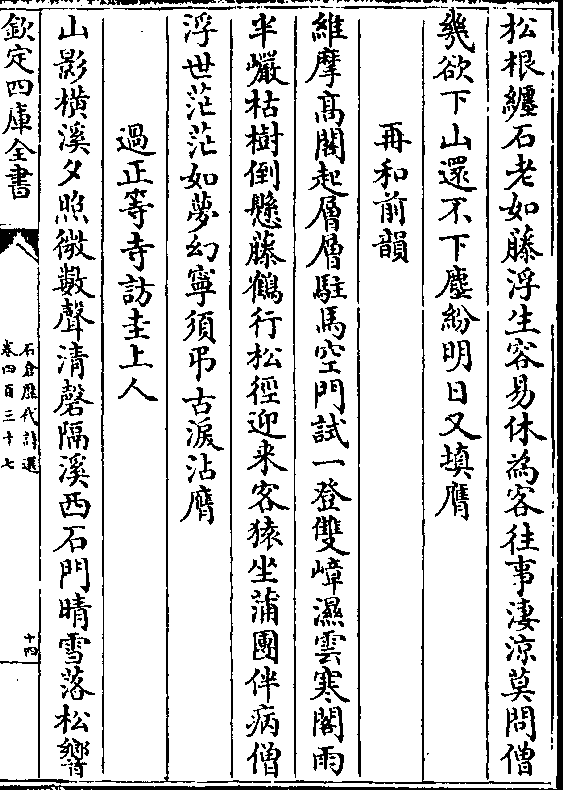 松根纏石老如藤浮生容易休為客往事淒涼莫問僧
幾欲下山還不下塵紛明日又填膺
再和前韻
維摩高閣起層層駐馬空門試一登雙嶂濕雲寒閣雨
半巖枯樹倒懸藤鶴行松徑迎来客猿坐蒲團伴病僧
浮世茫茫如夢幻寧須弔古淚沾膺
過正等寺訪圭上人
山影橫溪夕照微數聲清磬隔溪西石門晴雪落松響
欽定四庫全書
石倉歷代詩選
卷四百三十七
十四